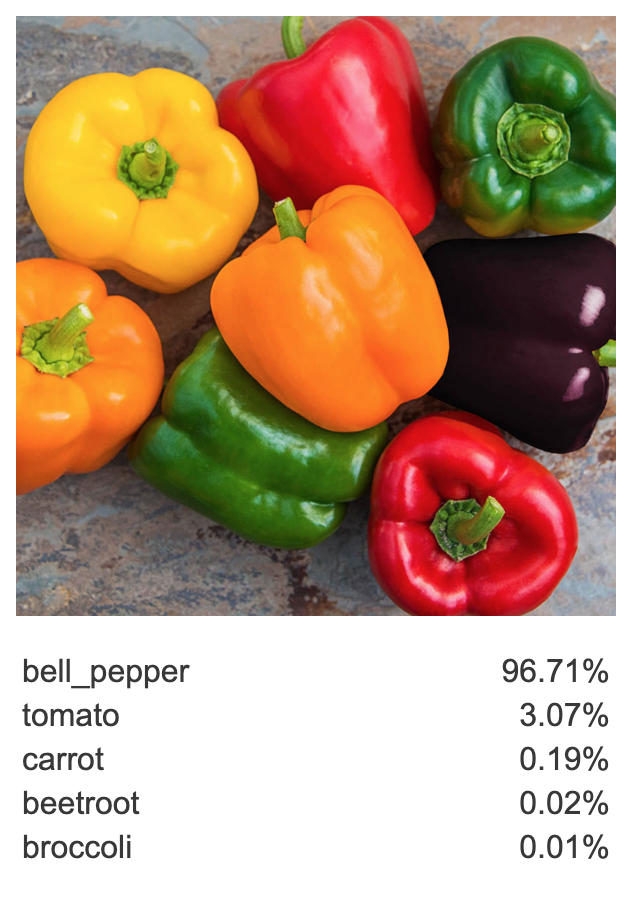 bell_pepper 96.71%
tomato 3.07%
carrot 0.19%
beetroot 0.02%
broccoli 0.01%